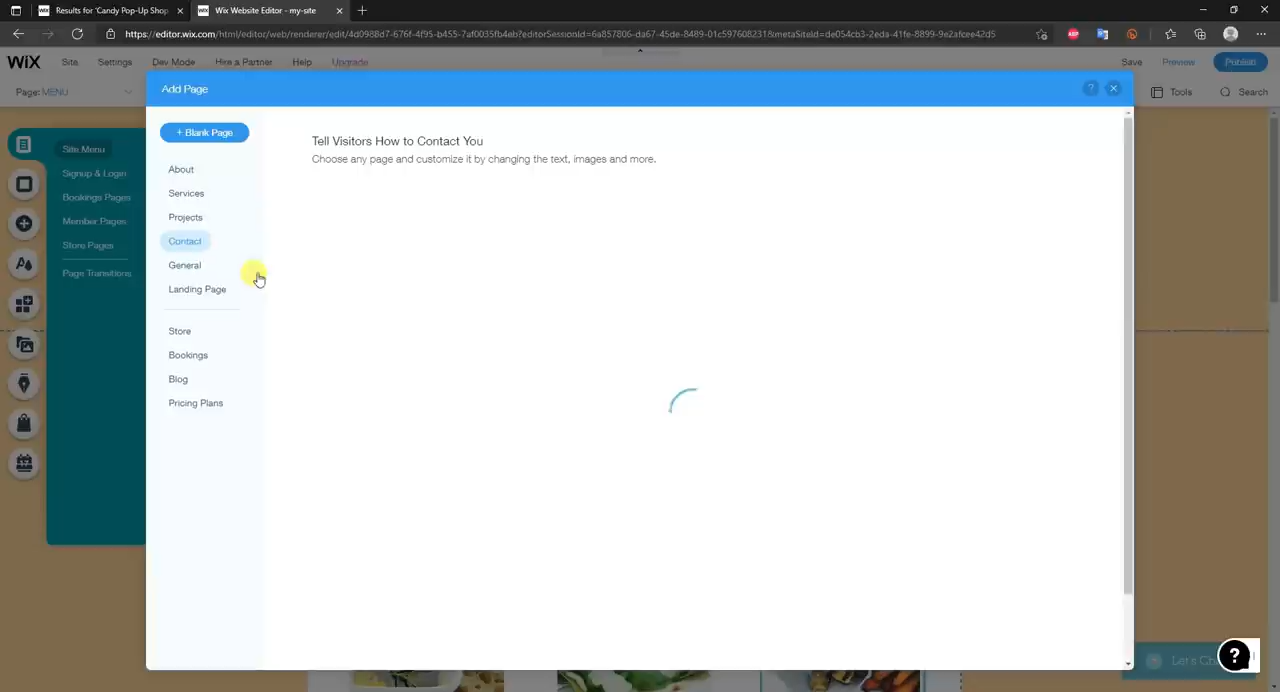 Results for 'Candy Pop-Up Shop
Wix Website Editor - my-site
https://editor.wix.com/html/editor/web/renderer/edit/4d0988d7-676f-4f95-b455-7af0035fb4eb?editorSessionId=6a857806-da67-45de-8489-01c597608231&metaSiteId=de054cb3-2eda-41fe-8899-9e2afcee42d5
WiX
Site
Settings
Dev Mode
Hire a Partner
Help
Upgrade
Save
Preview
Publish
Page: MENU
Tools
Search
Add Page
?
+ Blank Page
About
Services
Projects
Contact
General
Landing Page
Store
Bookings
Blog
Pricing Plans
Tell Visitors How to Contact You
Choose any page and customize it by changing the text, images and more.
Site Menu
Signup & Login
Bookings Pages
Member Pages
Store Pages
Page Transitions
ABP
Let's
?